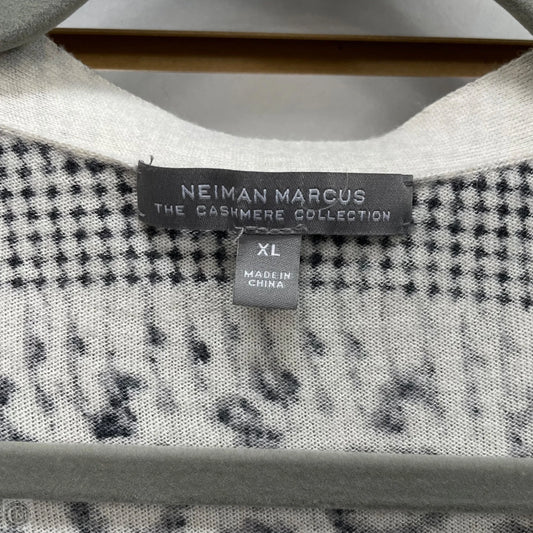 NEIMAN MARCUS
THE CASHMERE COLLECTION
XL
MADE IN
CHINA